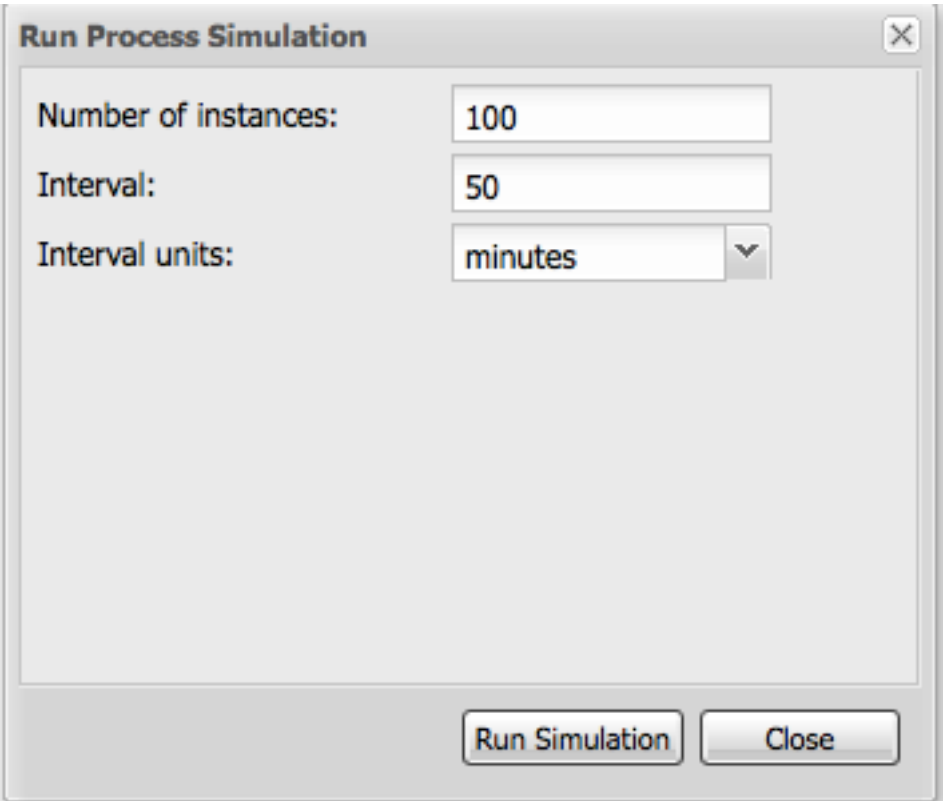 Run Process Simulation
Number of instances: 100
Interval: 50
Interval units: minutes
Run Simulation Close